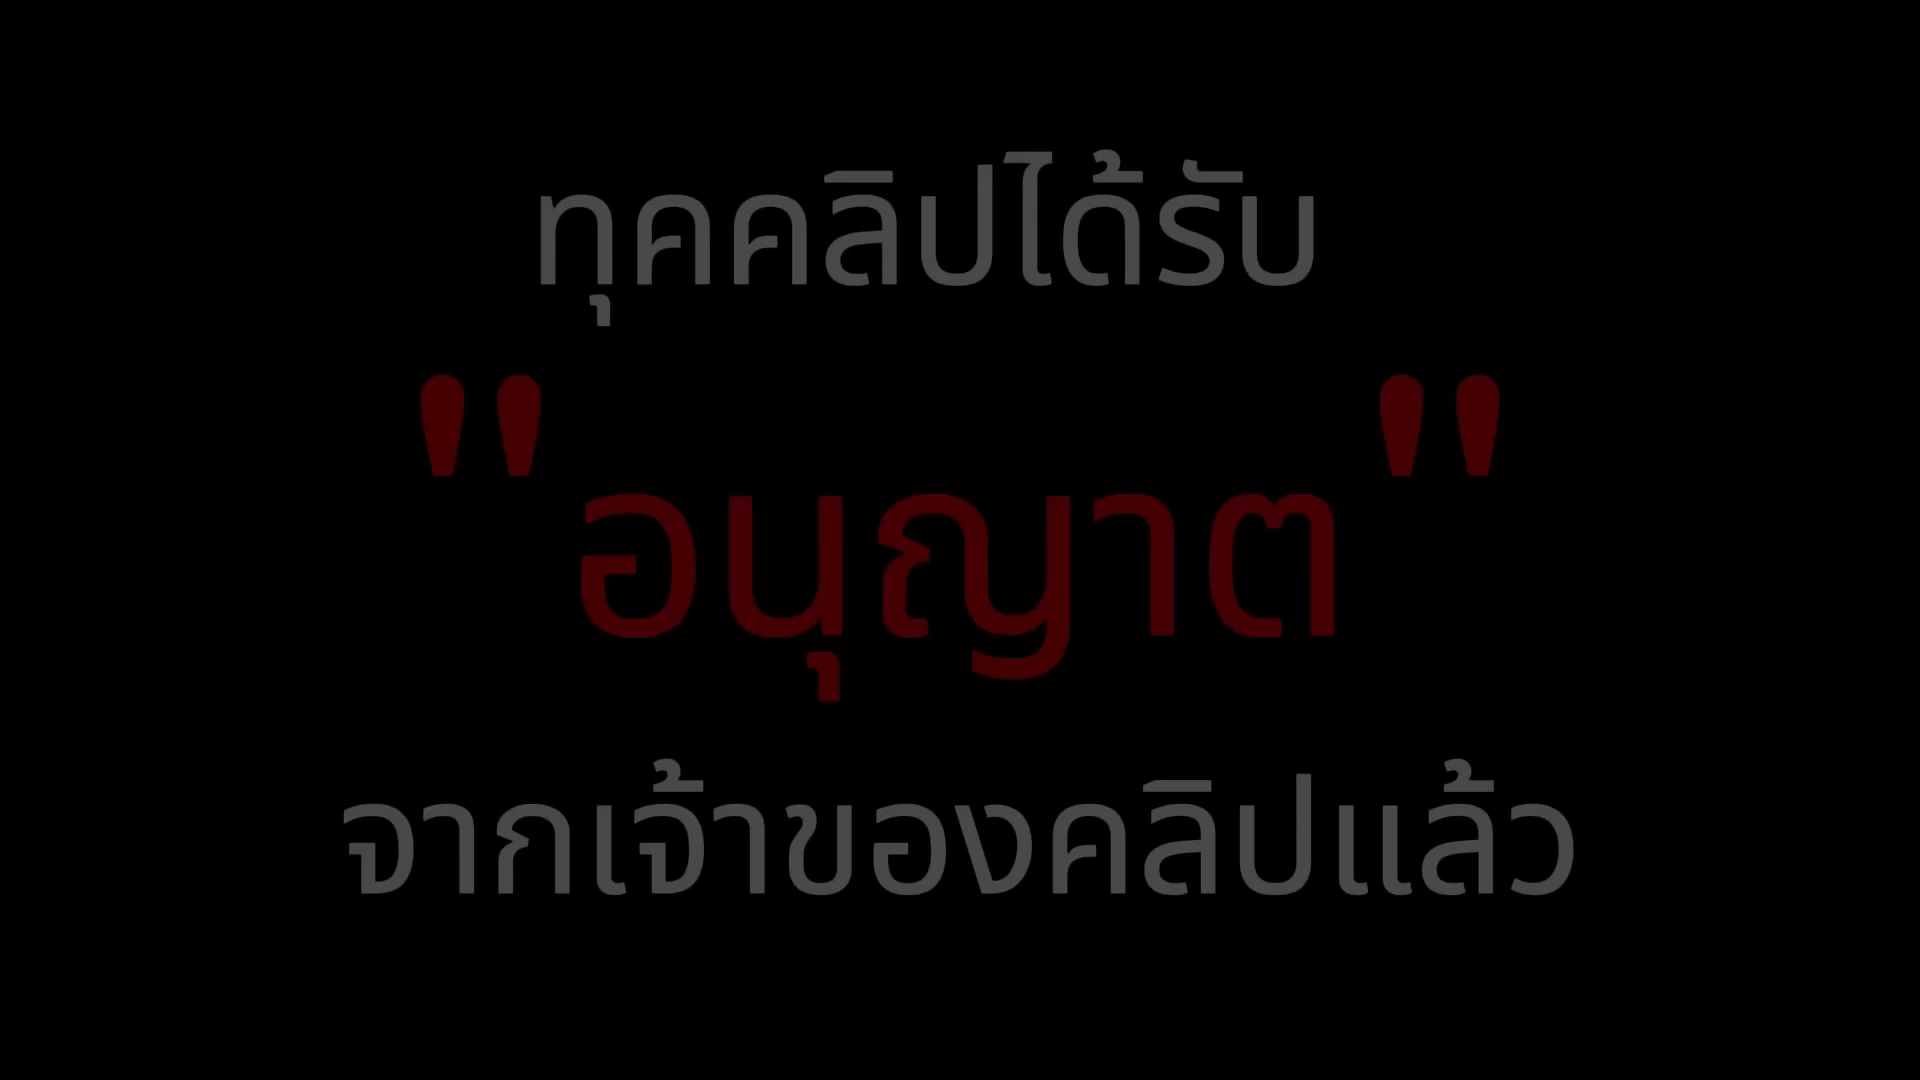 ทุคคลิปได้รับ
"อนุญาต"
จากเจ้าของคลิปแล้ว